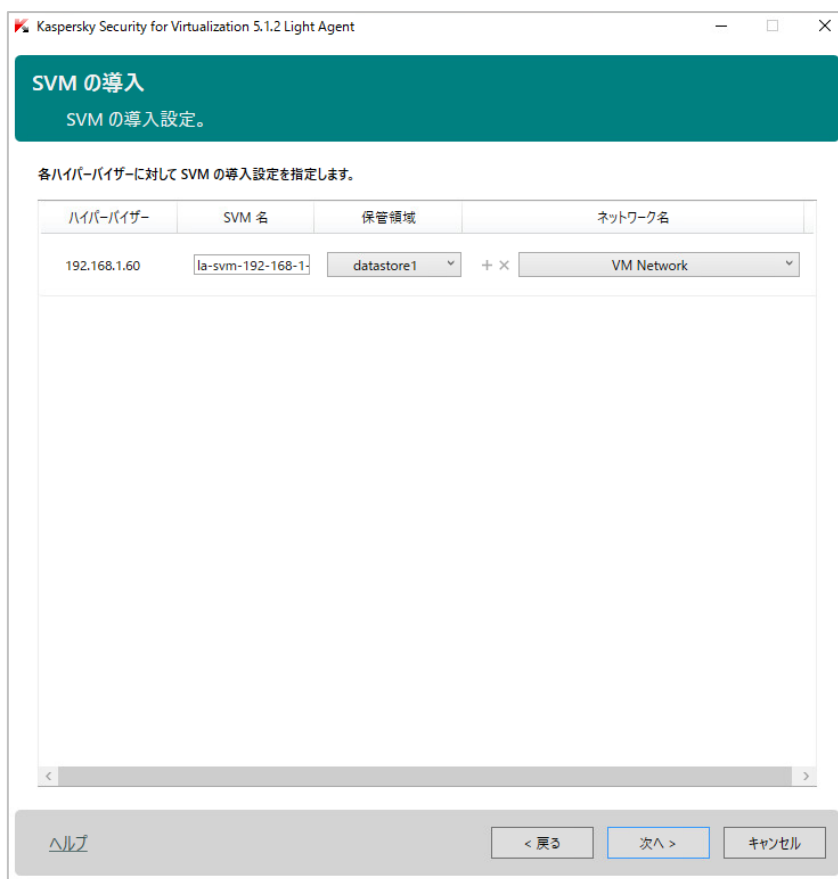 Kaspersky Security for Virtualization 5.1.2 Light Agent
SVM の導入
SVM の導入設定。
各ハイパーバイザーに対して SVM の導入設定を指定します。
ハイパーバイザー SVM 名 保管領域 ネットワーク名
192.168.1.60 la-svm-192-168-1- datastore1 VM Network
ヘルプ < 戻る 次へ > キャンセル